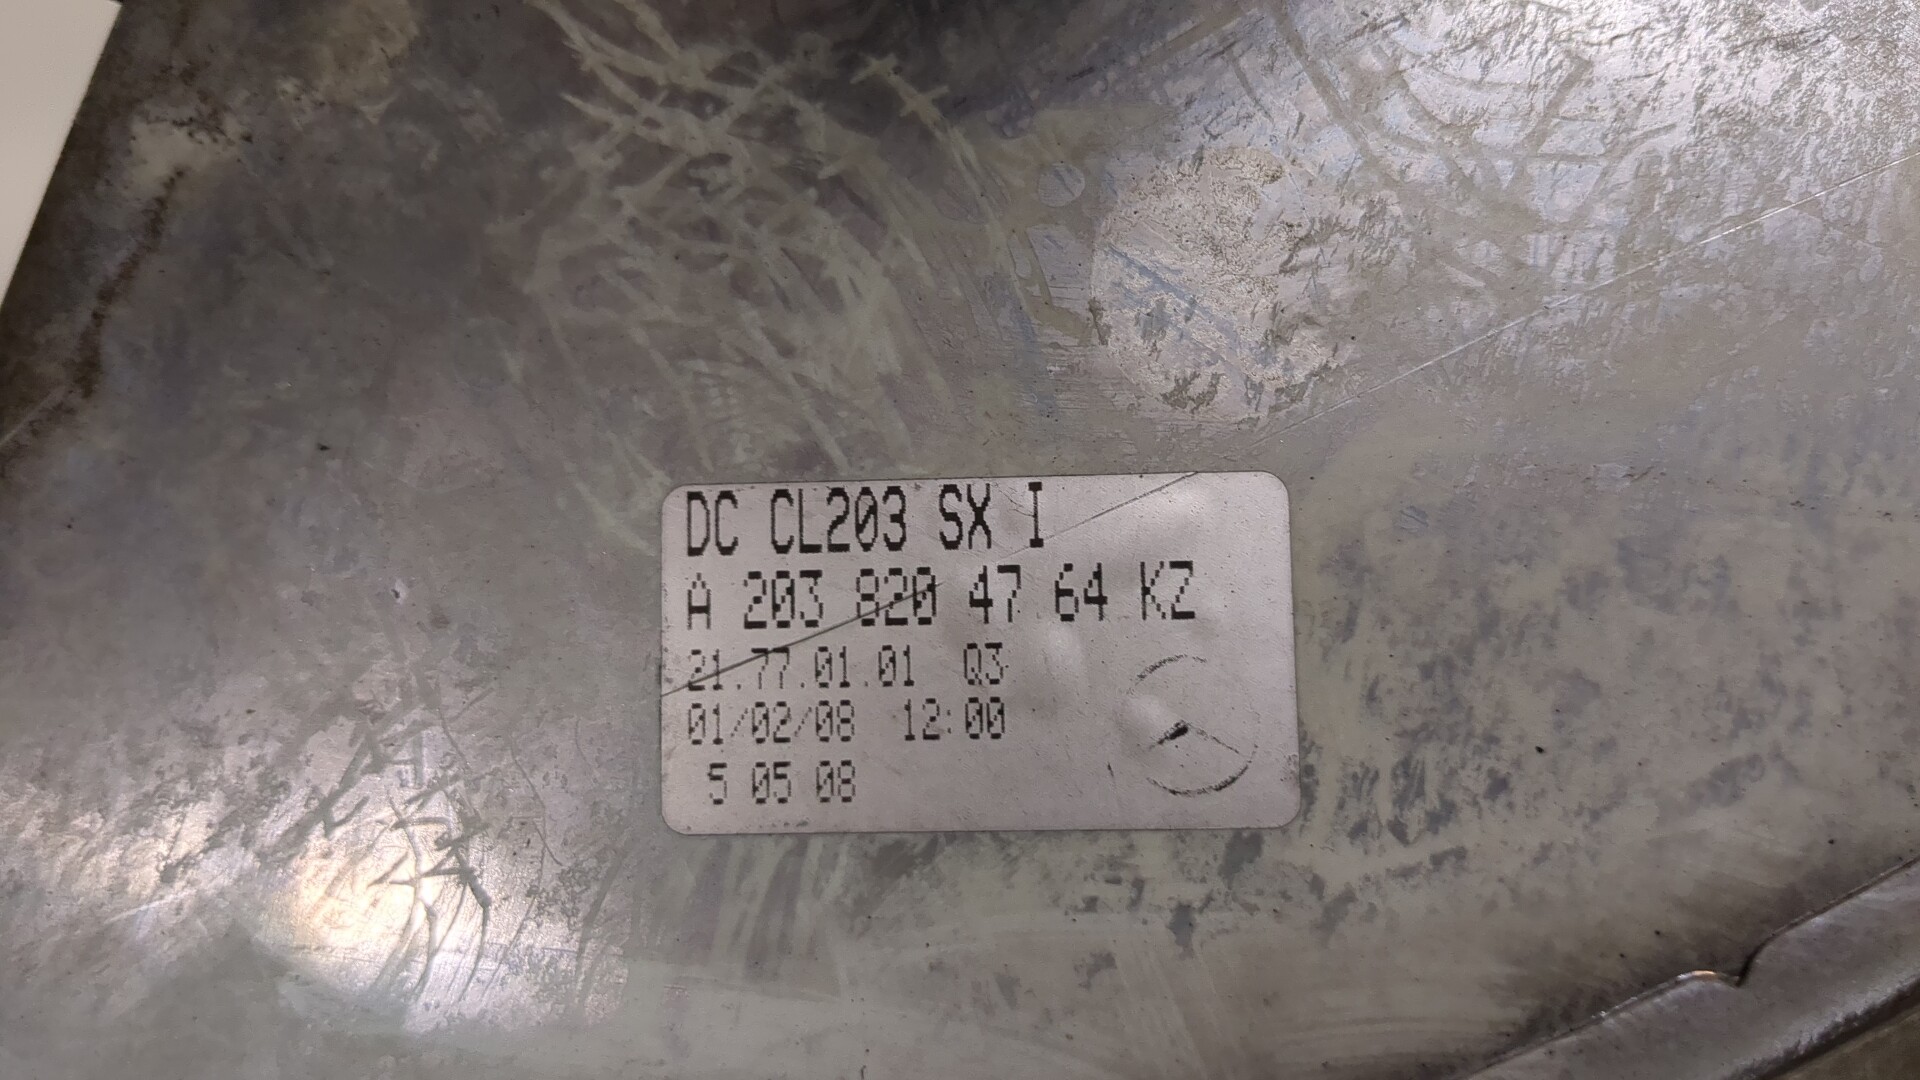 DC CL203 SX I
A 203 820 47 64 KZ
21.77.01.01 Q3
01/02/08 12:00
5 05 08